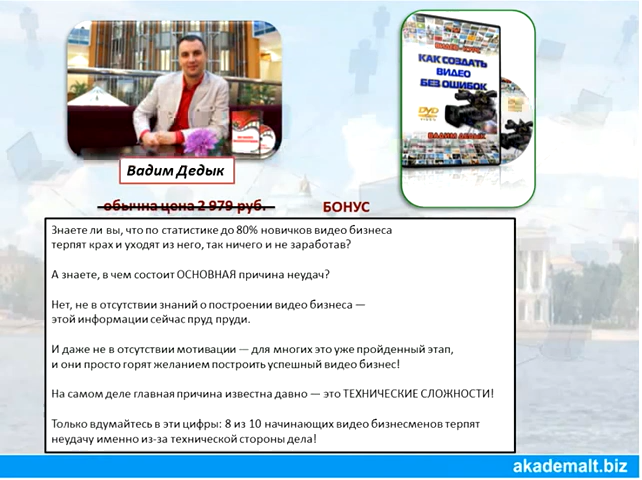 ВИДЕО - КУРС
КАК СОЗДАТЬ
ВИДЕО
БЕЗ ОШИБОК
DVD
ВАДИМ ДЕДЫК
Вадим Дедык
обычна цена 2 979 руб.
БОНУС
Знаете ли вы, что по статистике до 80% новичков видео бизнеса
терпят крах и уходят из него, так ничего и не заработав?
А знаете, в чем состоит ОСНОВНАЯ причина неудач?
Нет, не в отсутствии знаний о построении видео бизнеса —
этой информации сейчас пруд пруди.
И даже не в отсутствии мотивации — для многих это уже пройденный этап,
и они просто горят желанием построить успешный видео бизнес!
На самом деле главная причина известна давно — это ТЕХНИЧЕСКИЕ СЛОЖНОСТИ!
Только вдумайтесь в эти цифры: 8 из 10 начинающих видео бизнесменов терпят
неудачу именно из-за технической стороны дела!
akademalt.biz